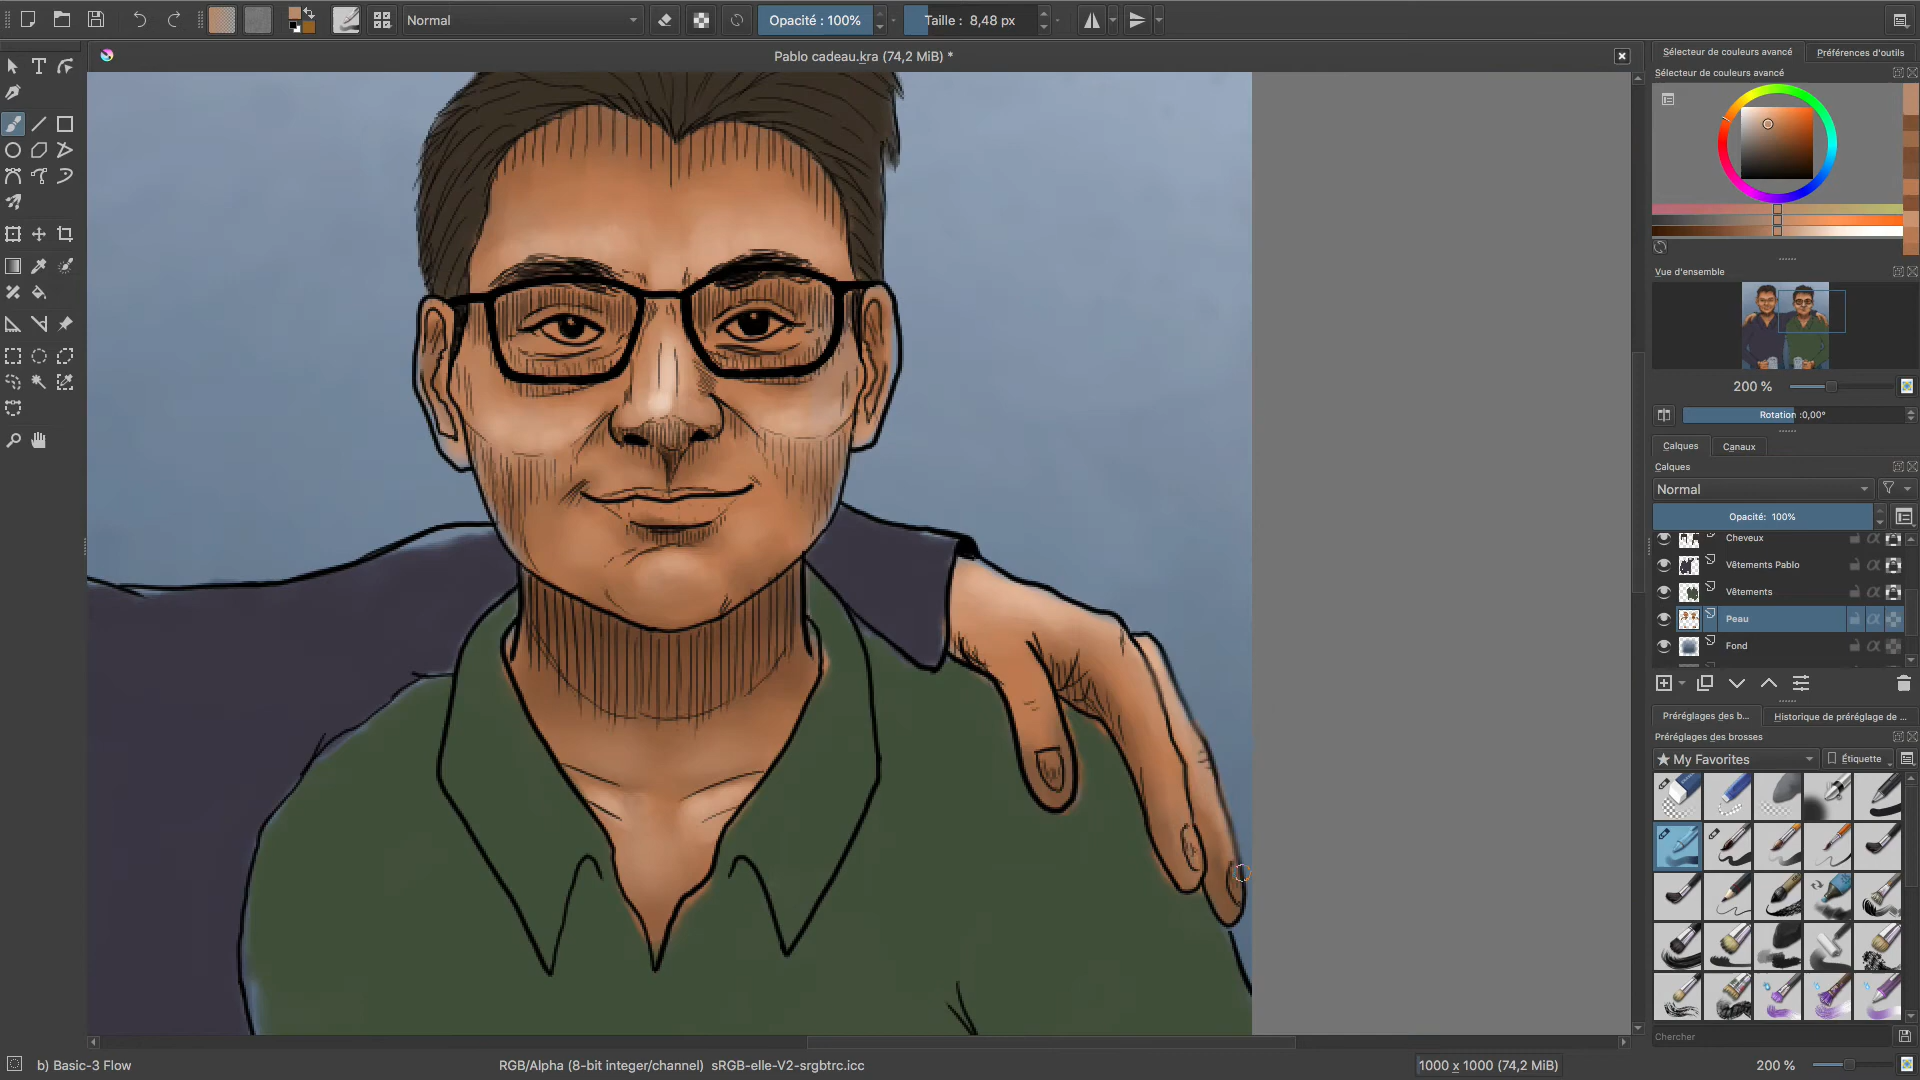 Normal
Opacité : 100%
Taille : 8,48 px
Pablo cadeau.kra (74,2 MiB) *
Sélecteur de couleurs avancé
Préférences d'outils
Sélecteur de couleurs avancé
Vue d'ensemble
200 %
Rotation :0,00°
Calques
Canaux
Calques
Normal
Opacité: 100%
Cheveux
Vêtements Pablo
Vêtements
Peau
Fond
Préréglages des b...
Historique de préréglage de ...
Préréglages des brosses
★ My Favorites
Étiquette
Chercher
b) Basic-3 Flow
RGB/Alpha (8-bit integer/channel) sRGB-elle-V2-srgbtrc.icc
1000 x 1000 (74,2 MiB)
200 %